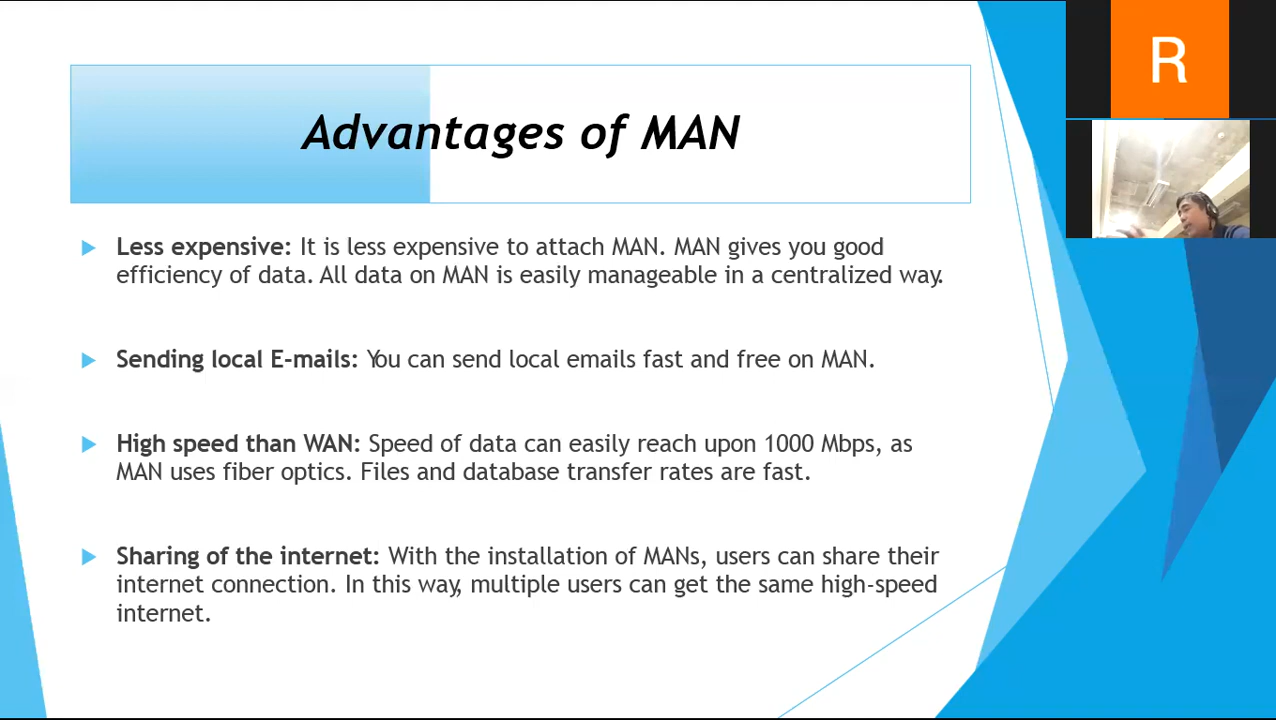 Advantages of MAN
R
Less expensive: It is less expensive to attach MAN. MAN gives you good
efficiency of data. All data on MAN is easily manageable in a centralized way.
Sending local E-mails: You can send local emails fast and free on MAN.
High speed than WAN: Speed of data can easily reach upon 1000 Mbps, as
MAN uses fiber optics. Files and database transfer rates are fast.
Sharing of the internet: With the installation of MANs, users can share their
internet connection. In this way, multiple users can get the same high-speed
internet.